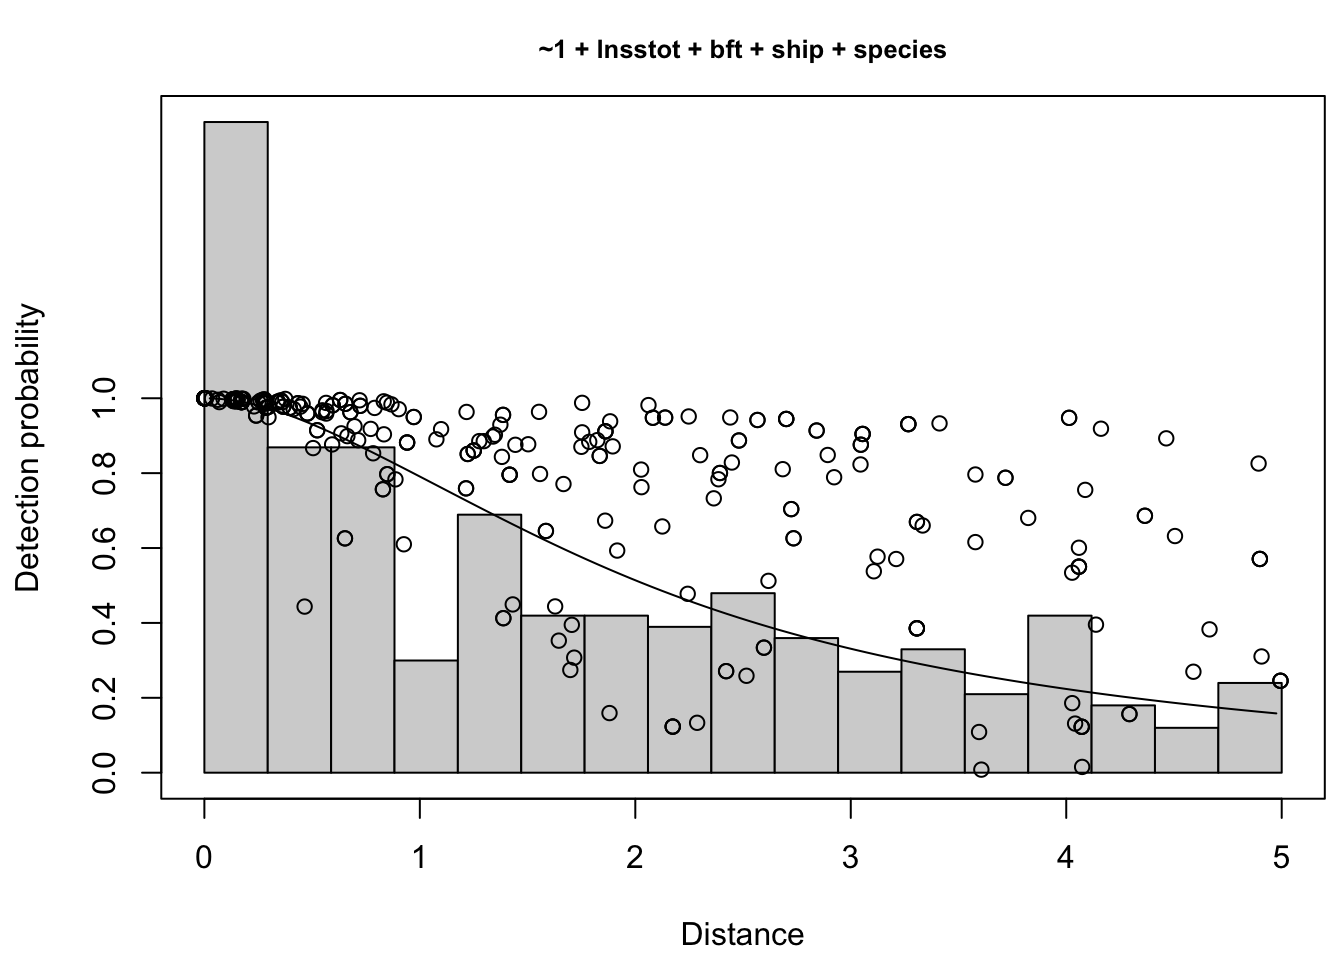 ~1 + lnsstot + bft + ship + species
Detection probability
1.0
0.8
0.6
0.4
0.2
0.0
0 1 2 3 4 5
Distance